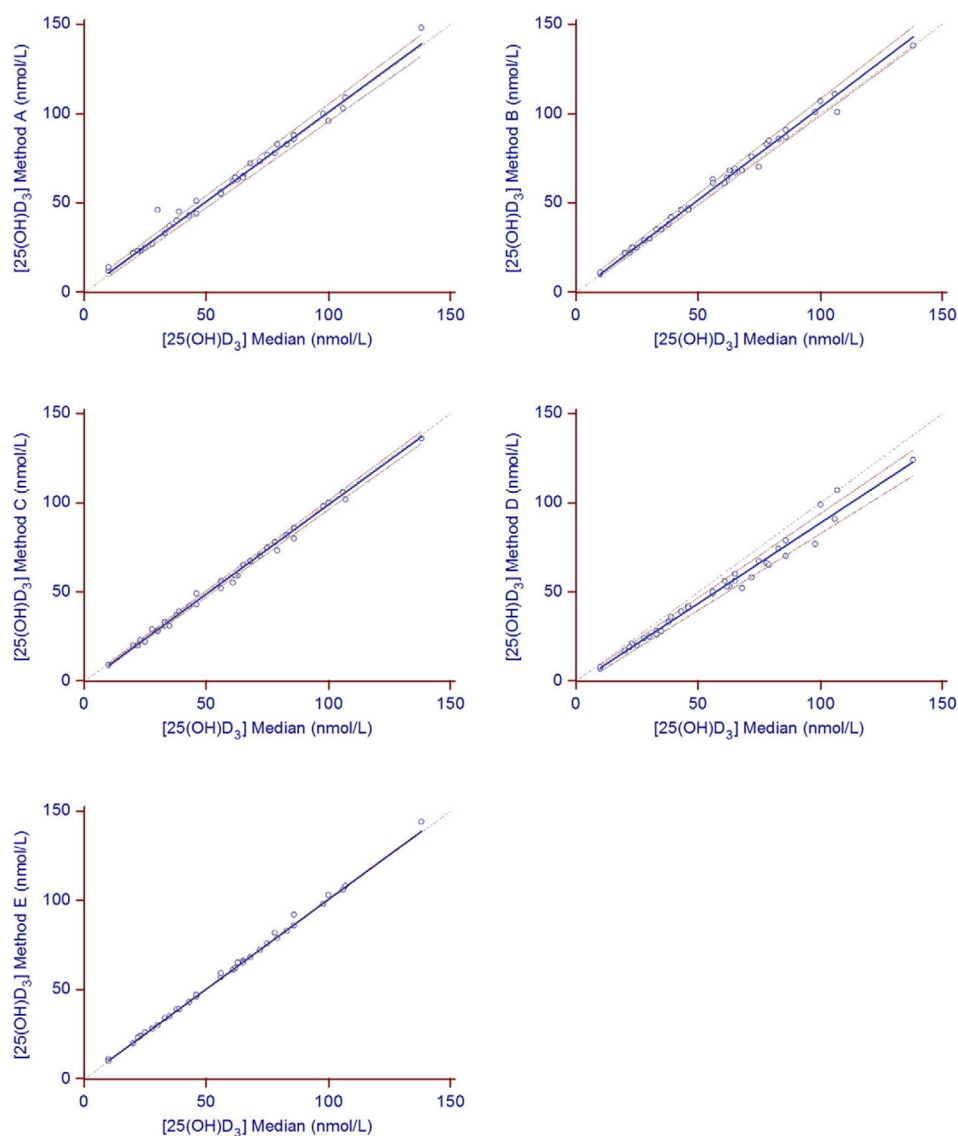 [25(OH)D3] Method A (nmol/L)
150
100
50
0
0 50 100 150
[25(OH)D3] Median (nmol/L)
[25(OH)D3] Method B (nmol/L)
150
100
50
0
0 50 100 150
[25(OH)D3] Median (nmol/L)
[25(OH)D3] Method C (nmol/L)
150
100
50
0
0 50 100 150
[25(OH)D3] Median (nmol/L)
[25(OH)D3] Method D (nmol/L)
150
100
50
0
0 50 100 150
[25(OH)D3] Median (nmol/L)
[25(OH)D3] Method E (nmol/L)
150
100
50
0
0 50 100 150
[25(OH)D3] Median (nmol/L)